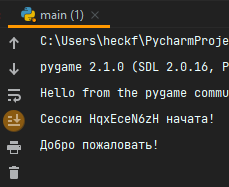 main (1)
C:\Users\heckf\PycharmProje
pygame 2.1.0 (SDL 2.0.16, P
Hello from the pygame commu
Сессия HqxEceN6zH начата!
Добро пожаловать!